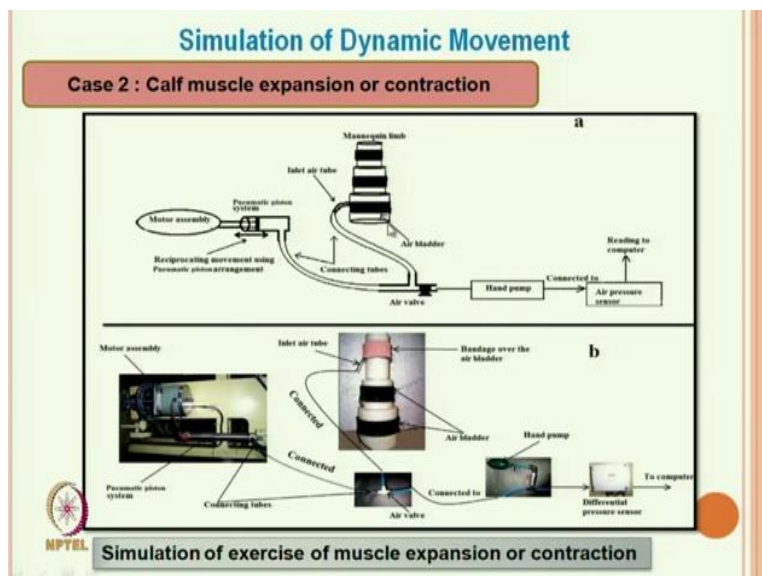 Simulation of Dynamic Movement
Case 2 : Calf muscle expansion or contraction
a
Mannequin limb
Inlet air tube
Pneumatic piston
system
Motor assembly
Air bladder
Reading to
computer
Reciprocating movement using
Pneumatic piston arrangement
Connecting tubes
Connected to
Hand pump
Air pressure
sensor
Air valve
b
Motor assembly
Inlet air tube
Bandage over the
air bladder
Connected
Air bladder
Hand pump
Connected
To computer
Pneumatic piston
system
Connecting tubes
Connected to
Air valve
Differential
pressure sensor
NPTEL
Simulation of exercise of muscle expansion or contraction